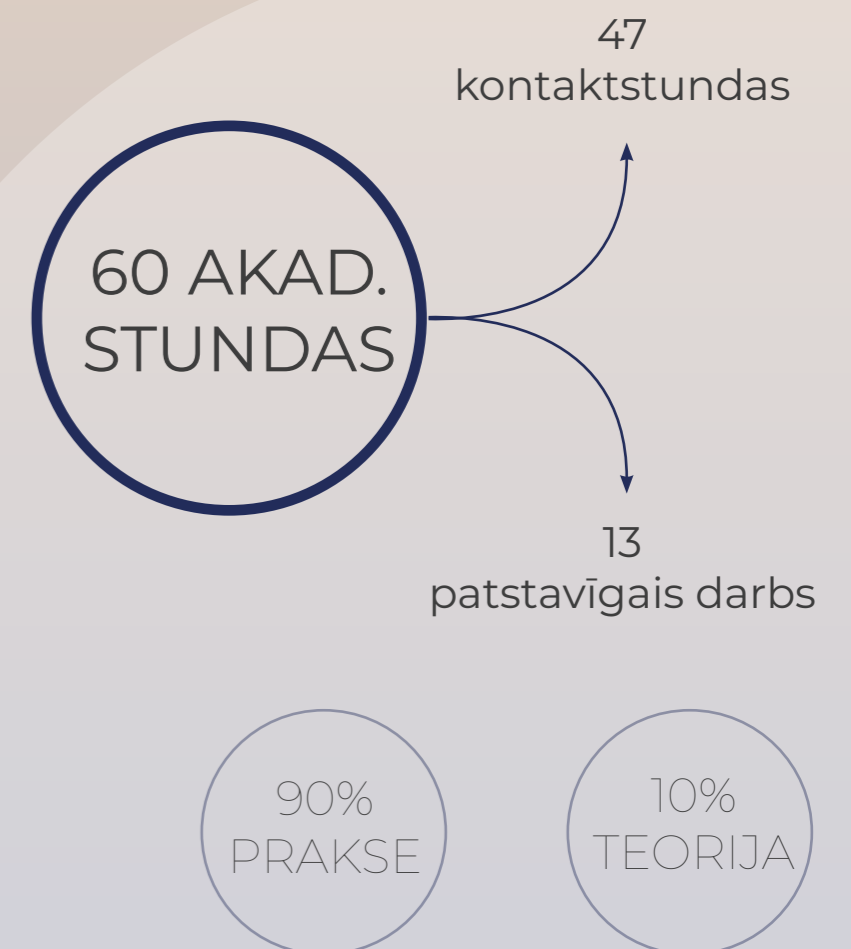 47
kontaktstundas
60 AKAD.
STUNDAS
13
patstavīgais darbs
90%
PRAKSE
10%
TEORIJA